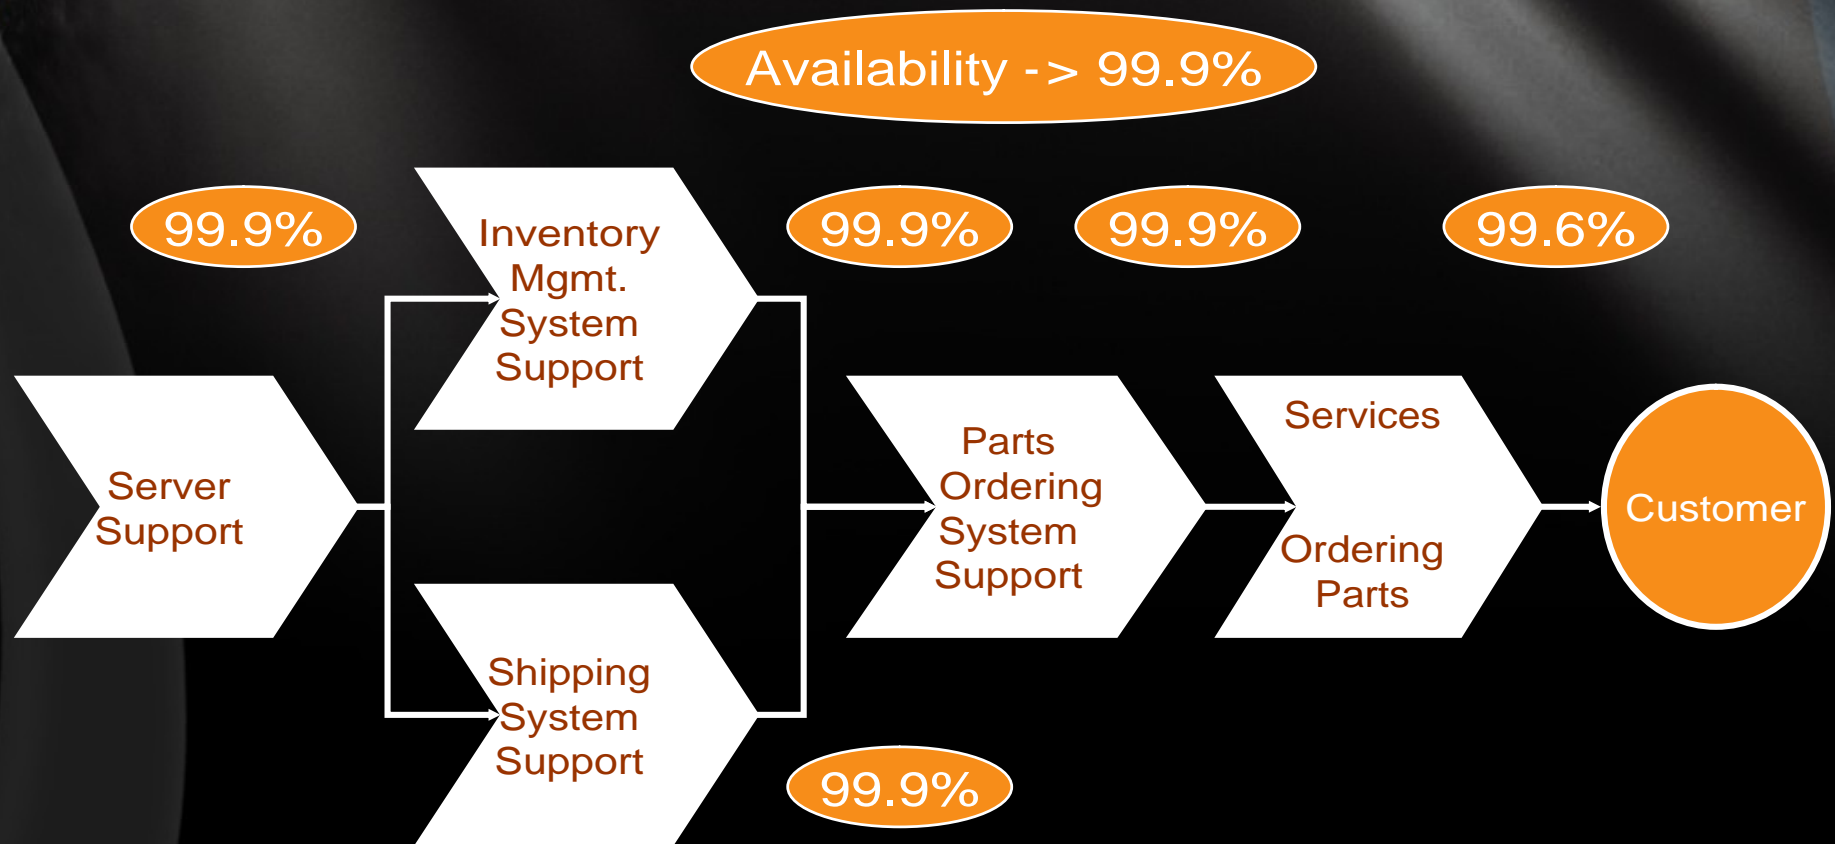 Availability -> 99.9%
99.9%
Inventory
Mgmt.
System
Support
99.9%
99.9%
99.6%
Server
Support
Parts
Ordering
System
Support
Services
Ordering
Parts
Customer
Shipping
System
Support
99.9%